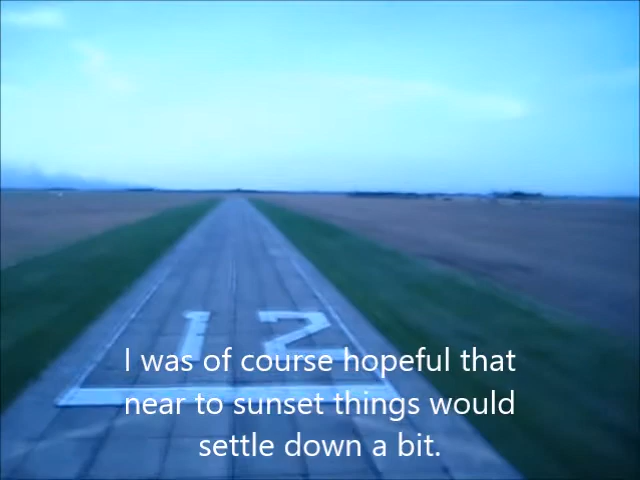 12
I was of course hopeful that
near to sunset things would
settle down a bit.